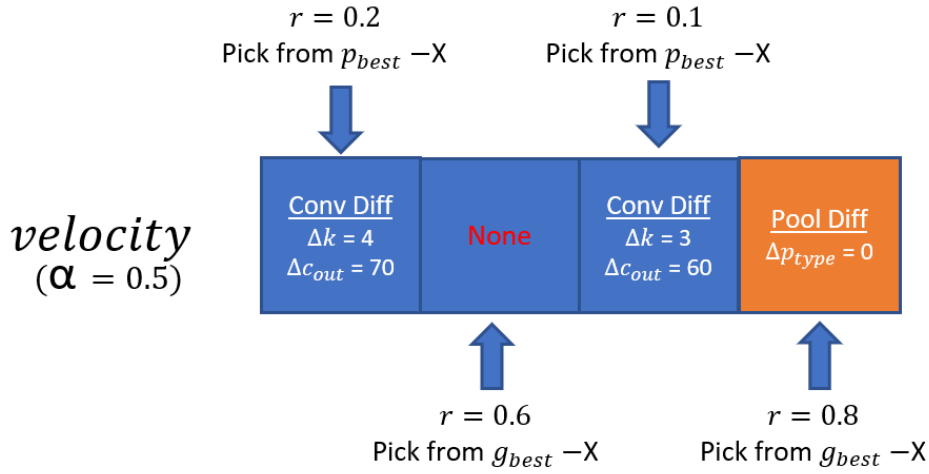 r = 0.2
Pick from p_best −X
r = 0.1
Pick from p_best −X
velocity
(α = 0.5)
Conv Diff
Δk = 4
Δc_out = 70
None
Conv Diff
Δk = 3
Δc_out = 60
Pool Diff
Δp_type = 0
r = 0.6
Pick from g_best −X
r = 0.8
Pick from g_best −X